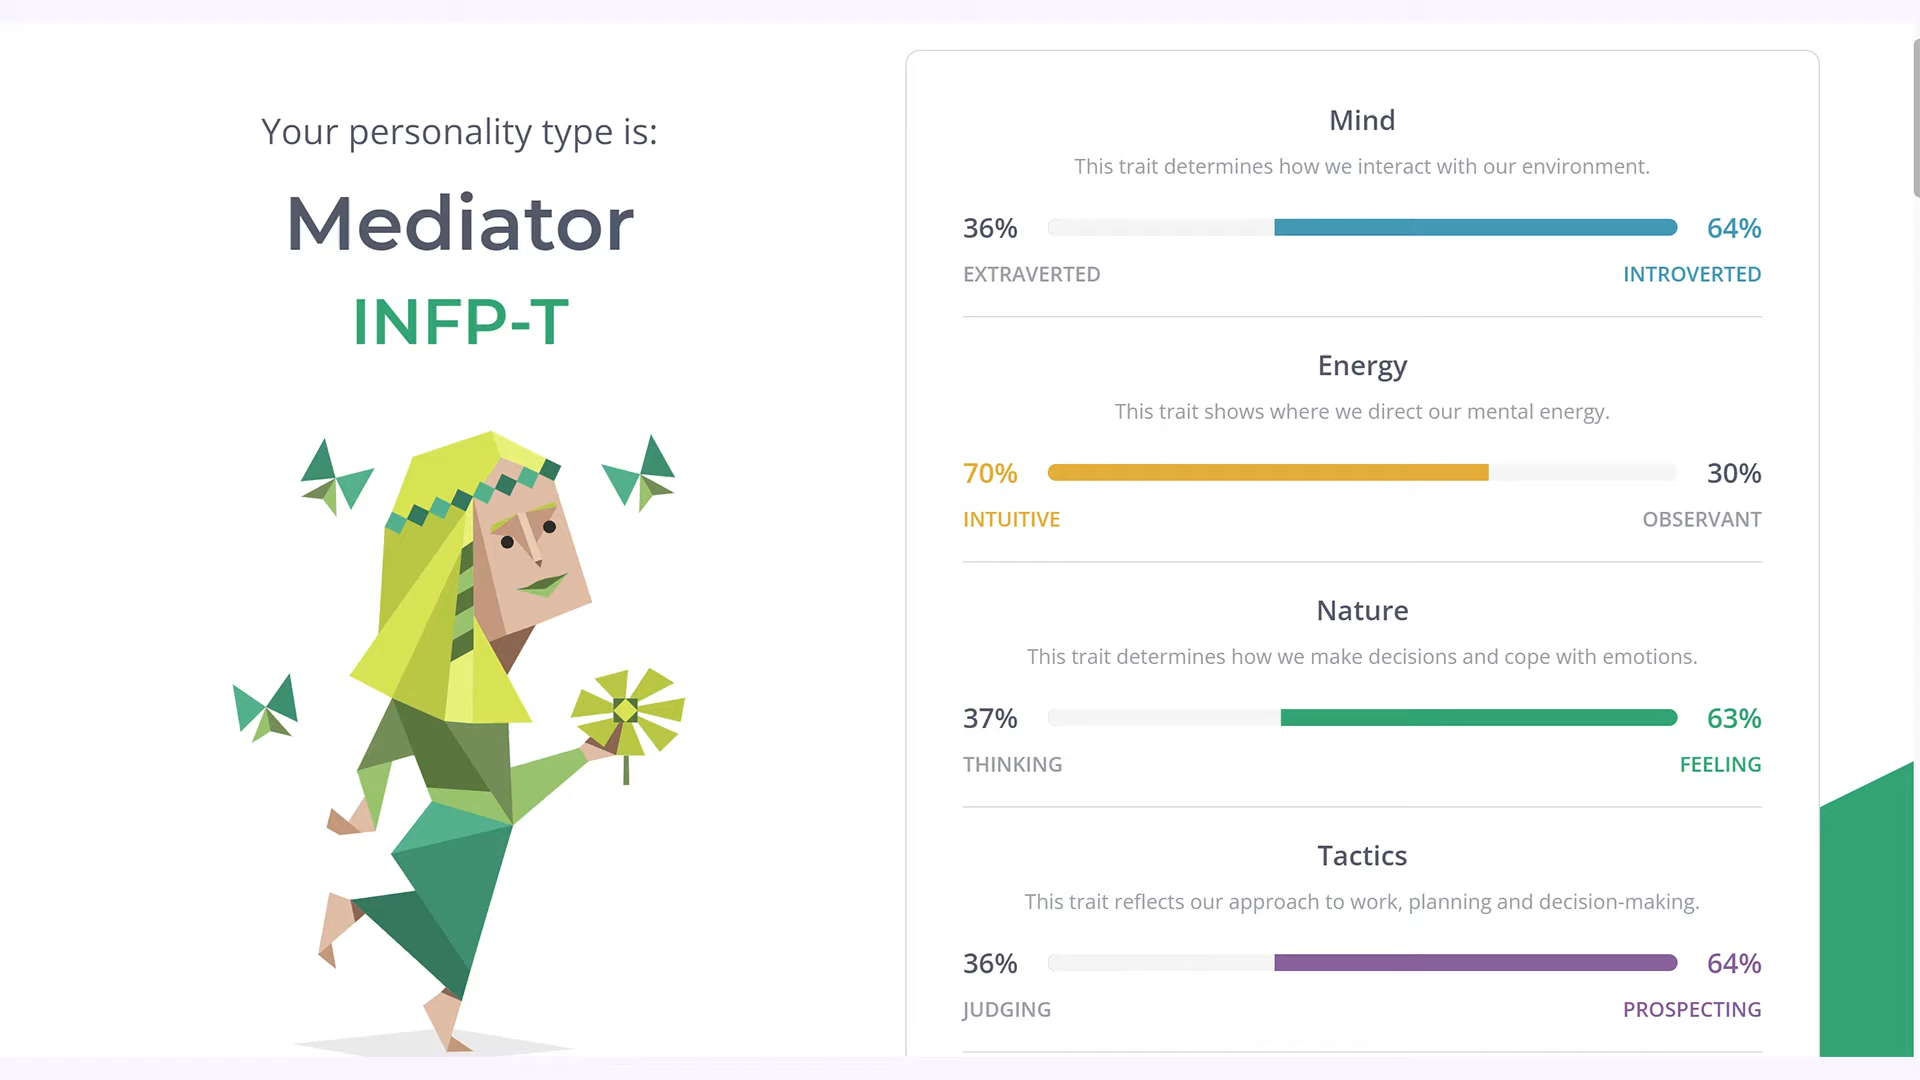 Your personality type is:
Mediator
INFP-T
Mind
This trait determines how we interact with our environment.
36% 64%
EXTRAVERTED INTROVERTED
Energy
This trait shows where we direct our mental energy.
70% 30%
INTUITIVE OBSERVANT
Nature
This trait determines how we make decisions and cope with emotions.
37% 63%
THINKING FEELING
Tactics
This trait reflects our approach to work, planning and decision-making.
36% 64%
JUDGING PROSPECTING